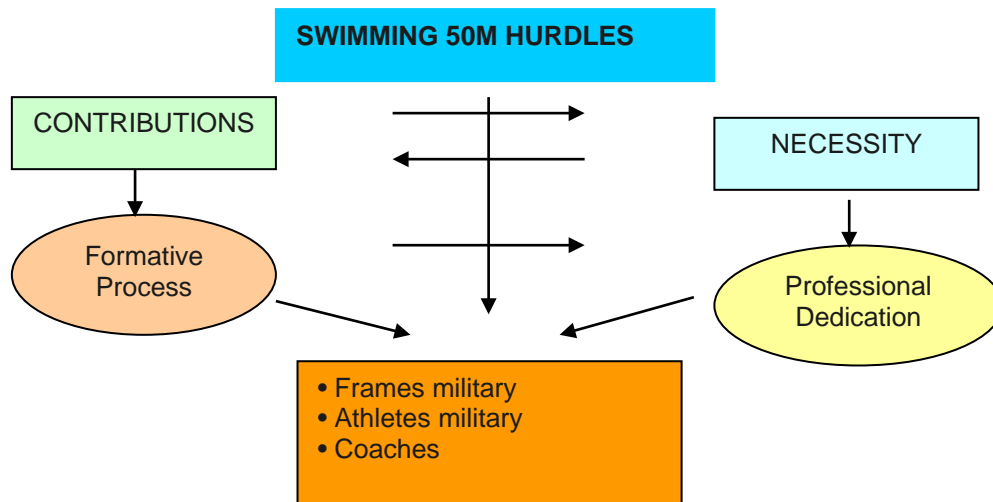 SWIMMING 50M HURDLES
CONTRIBUTIONS
NECESSITY
Formative
Process
Professional
Dedication
• Frames military
• Athletes military
• Coaches